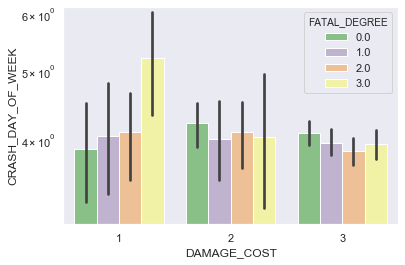 6 × 10⁰
5 × 10⁰
4 × 10⁰
CRASH_DAY_OF_WEEK
FATAL_DEGREE
0.0
1.0
2.0
3.0
1 2 3
DAMAGE_COST